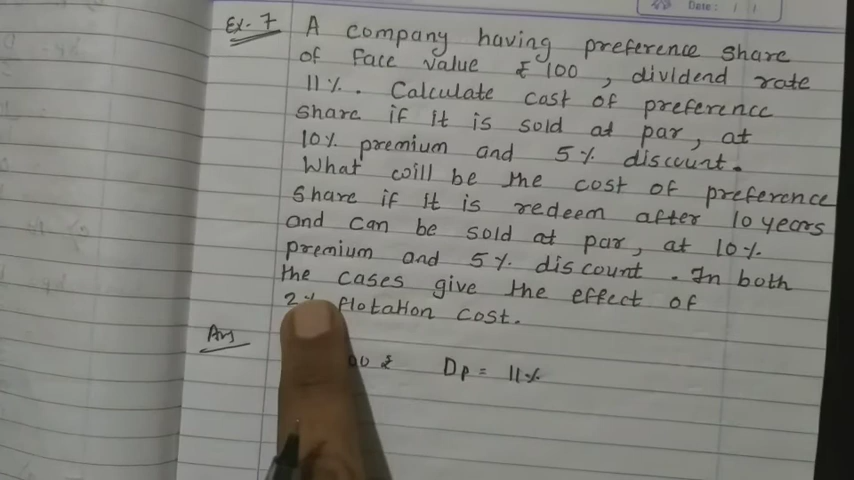 Date: / /
Ex-7 A company having preference share
of face value ₹ 100, dividend rate
11%. Calculate cost of preference
share if it is sold at par, at
10% premium and 5% discount.
What will be the cost of preference
share if it is redeem after 10 years
and can be sold at par, at 10%
premium and 5% discount. In both
the cases give the effect of
2% flotation cost.
Ans
00 ₹ Dp = 11%